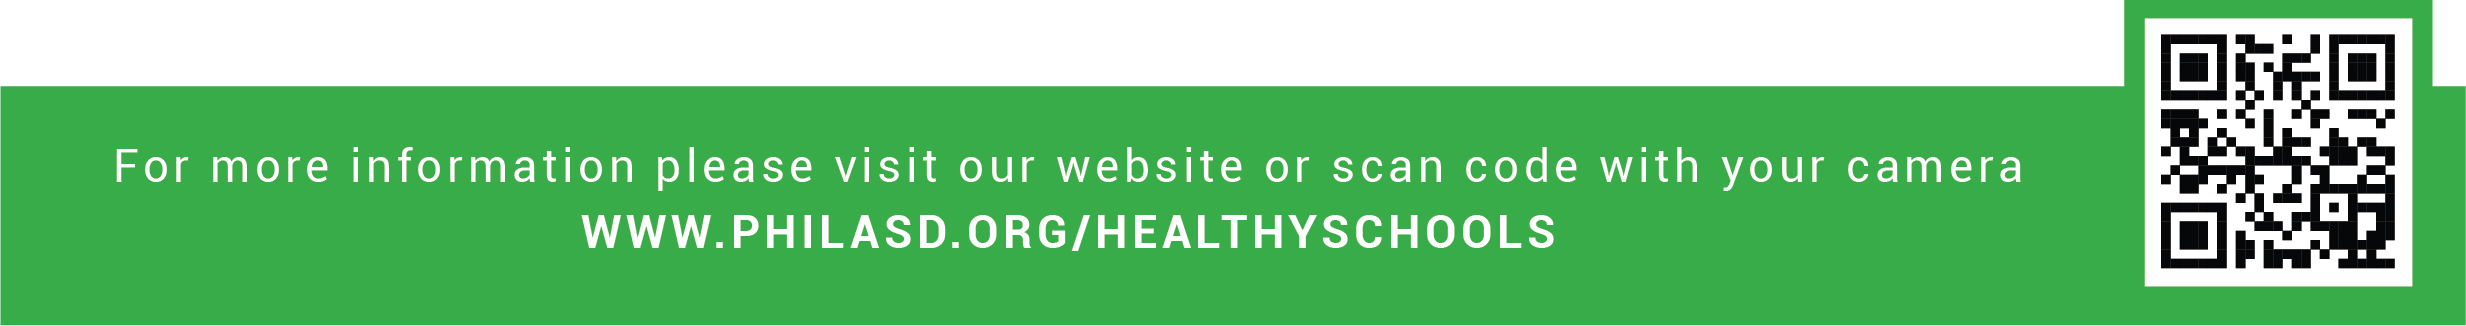 For more information please visit our website or scan code with your camera
WWW.PHILASD.ORG/HEALTHYSCHOOLS